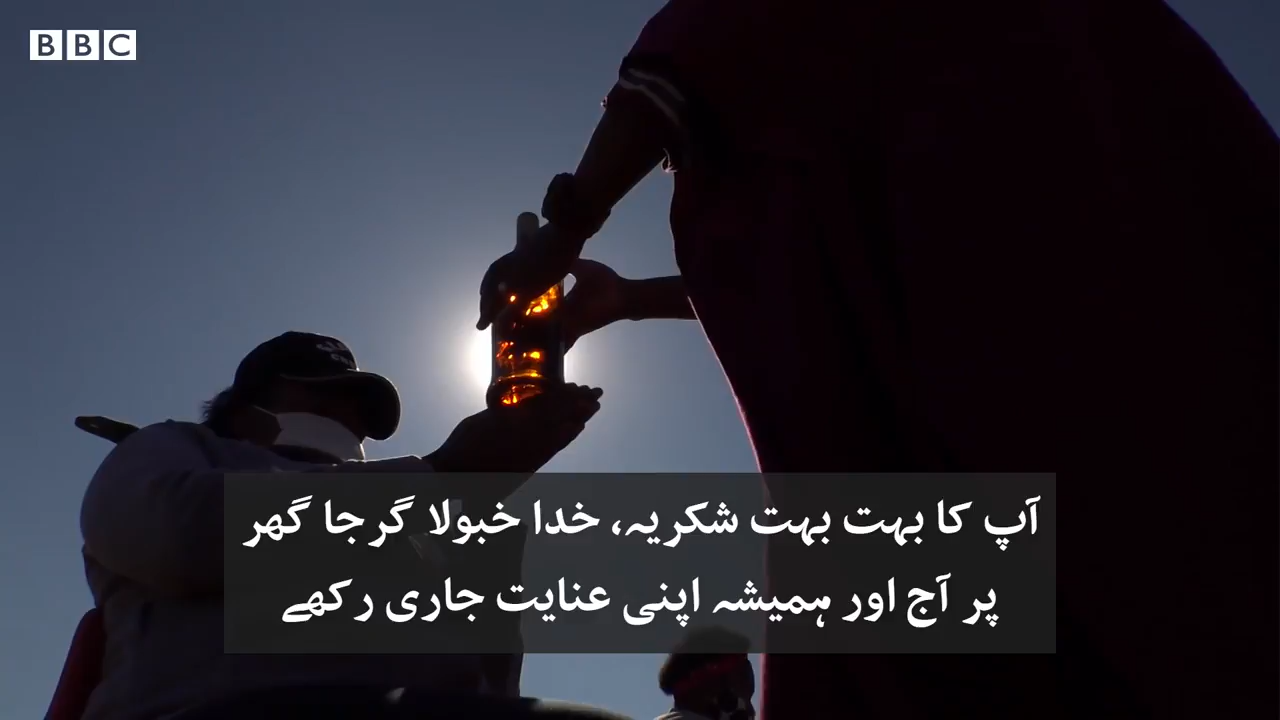 BBC
آپ کا بہت بہت شکریہ، خدا خبولا گرجا گھر
پر آج اور ہمیشہ اپنی عنایت جاری رکھے